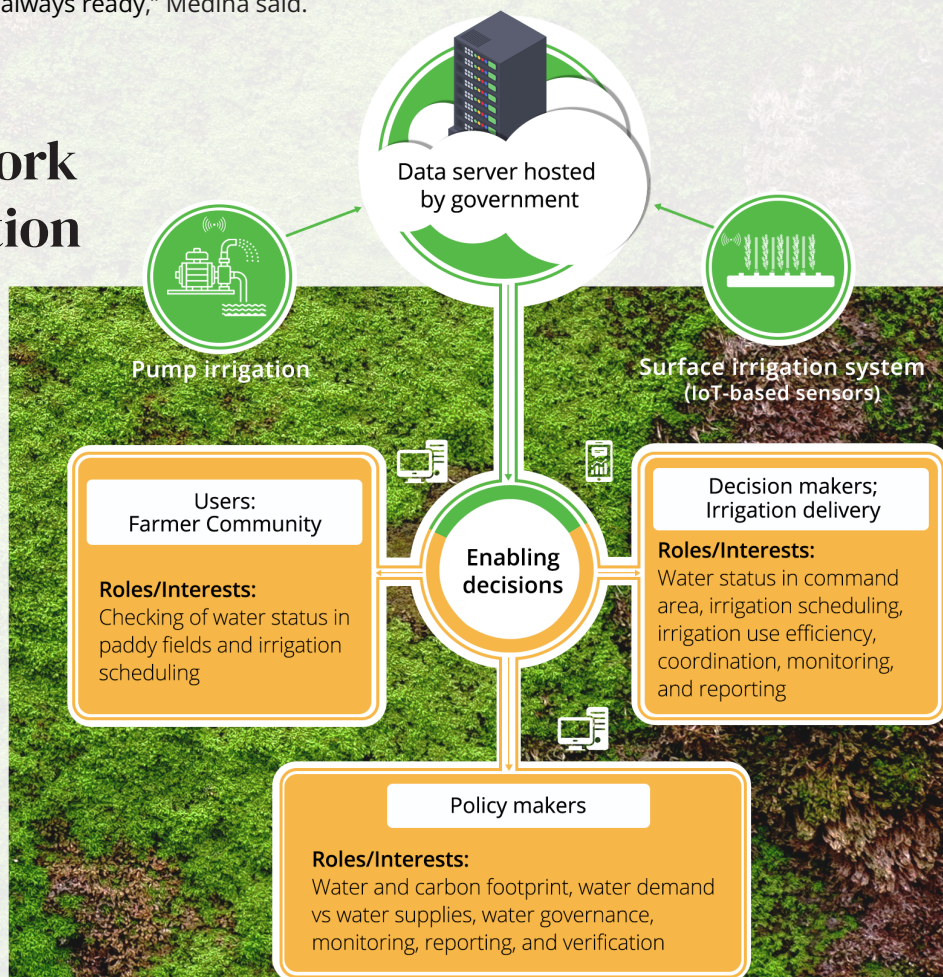 always ready,” Medina said.
ork
tion
Data server hosted
by government
Pump irrigation
Surface irrigation system
(IoT-based sensors)
Users:
Farmer Community
Roles/Interests:
Checking of water status in
paddy fields and irrigation
scheduling
Enabling
decisions
Decision makers;
Irrigation delivery
Roles/Interests:
Water status in command
area, irrigation scheduling,
irrigation use efficiency,
coordination, monitoring,
and reporting
Policy makers
Roles/Interests:
Water and carbon footprint, water demand
vs water supplies, water governance,
monitoring, reporting, and verification